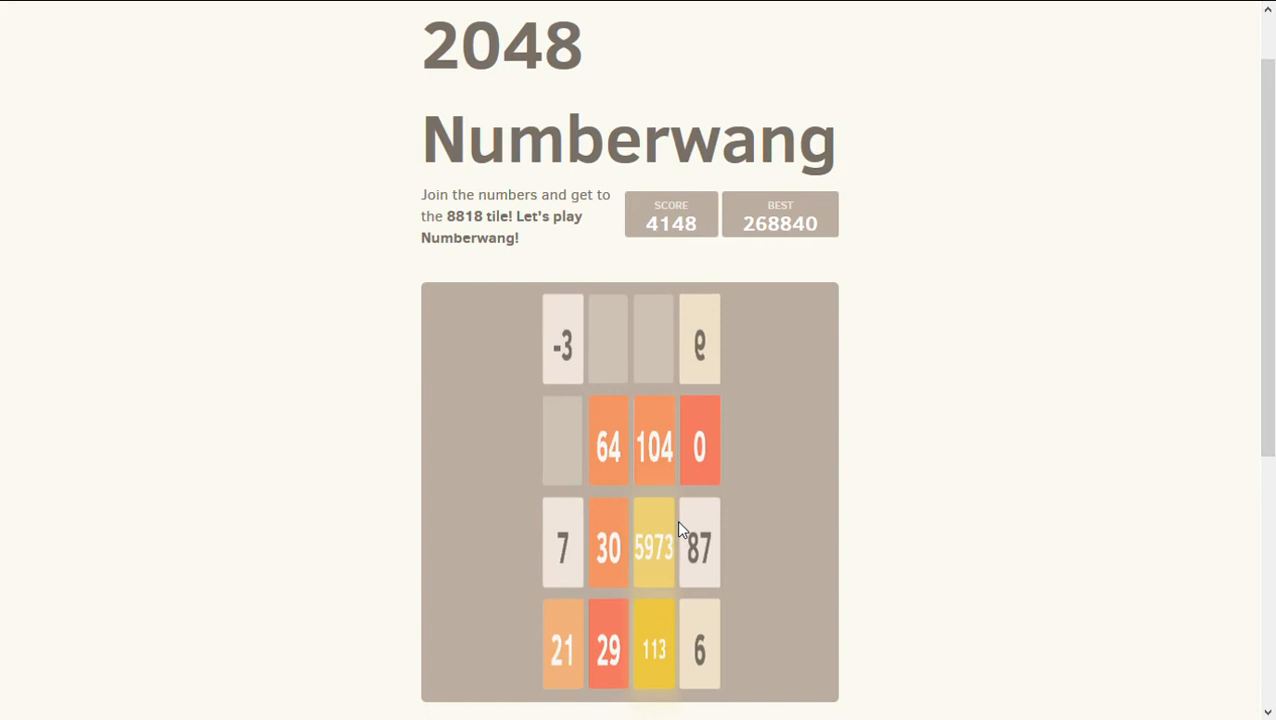 2048
Numberwang
Join the numbers and get to
the 8818 tile! Let's play
Numberwang!
SCORE
4148
BEST
268840
-3 9
64 104 0
7 30 5973 87
21 29 113 6